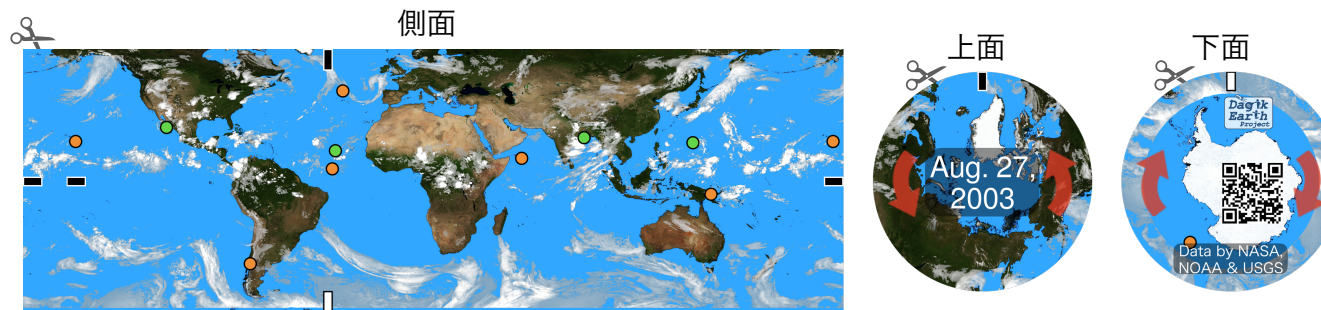 側面
上面
下面
Aug. 27,
2003
Dagik
Earth
Project
Data by NASA,
NOAA & USGS